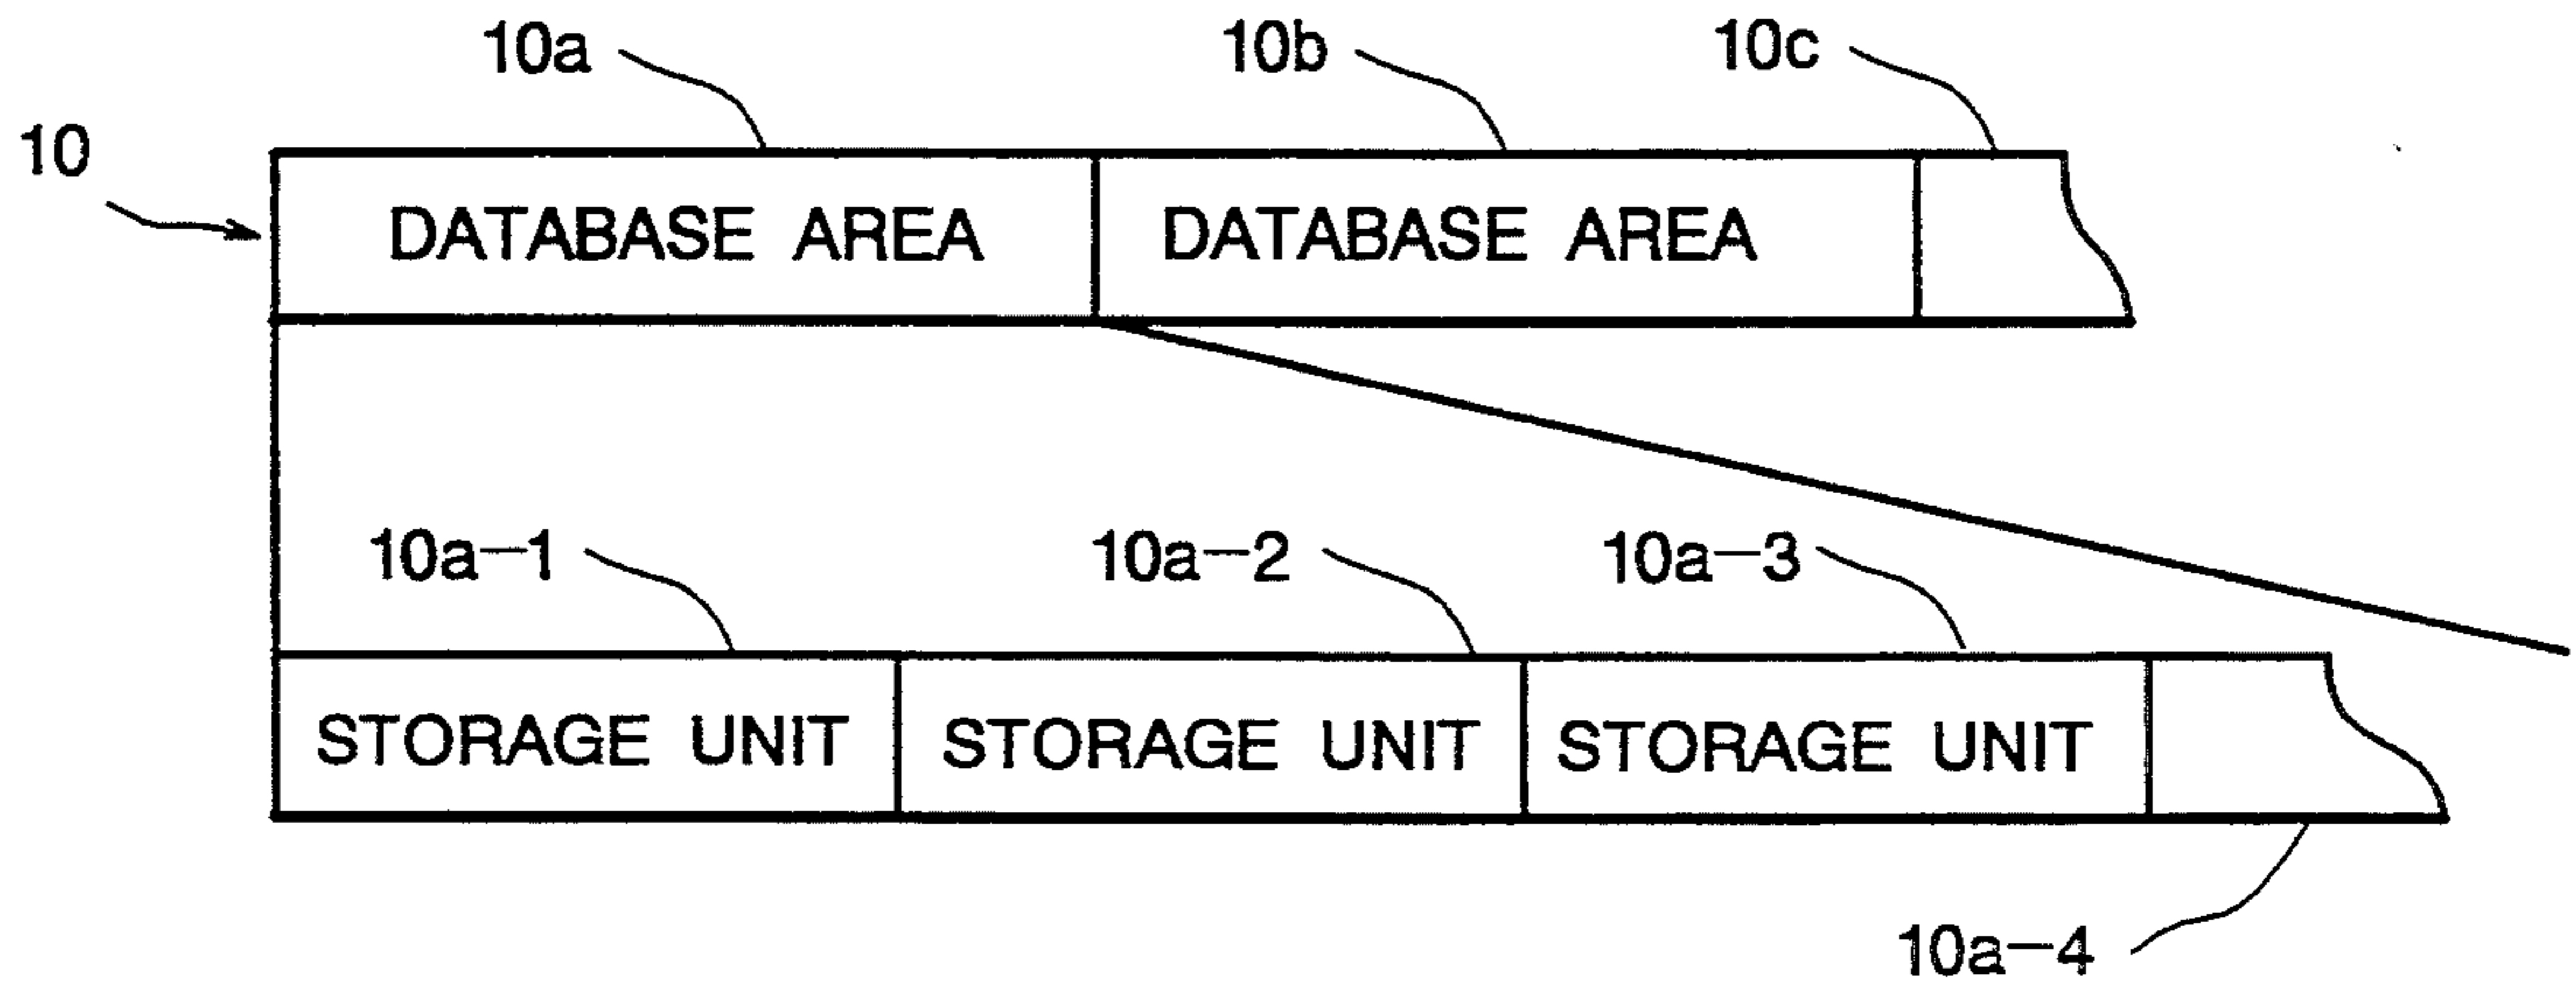 10a 10b 10c
10
DATABASE AREA DATABASE AREA
10a-1 10a-2 10a-3
STORAGE UNIT STORAGE UNIT STORAGE UNIT
10a-4